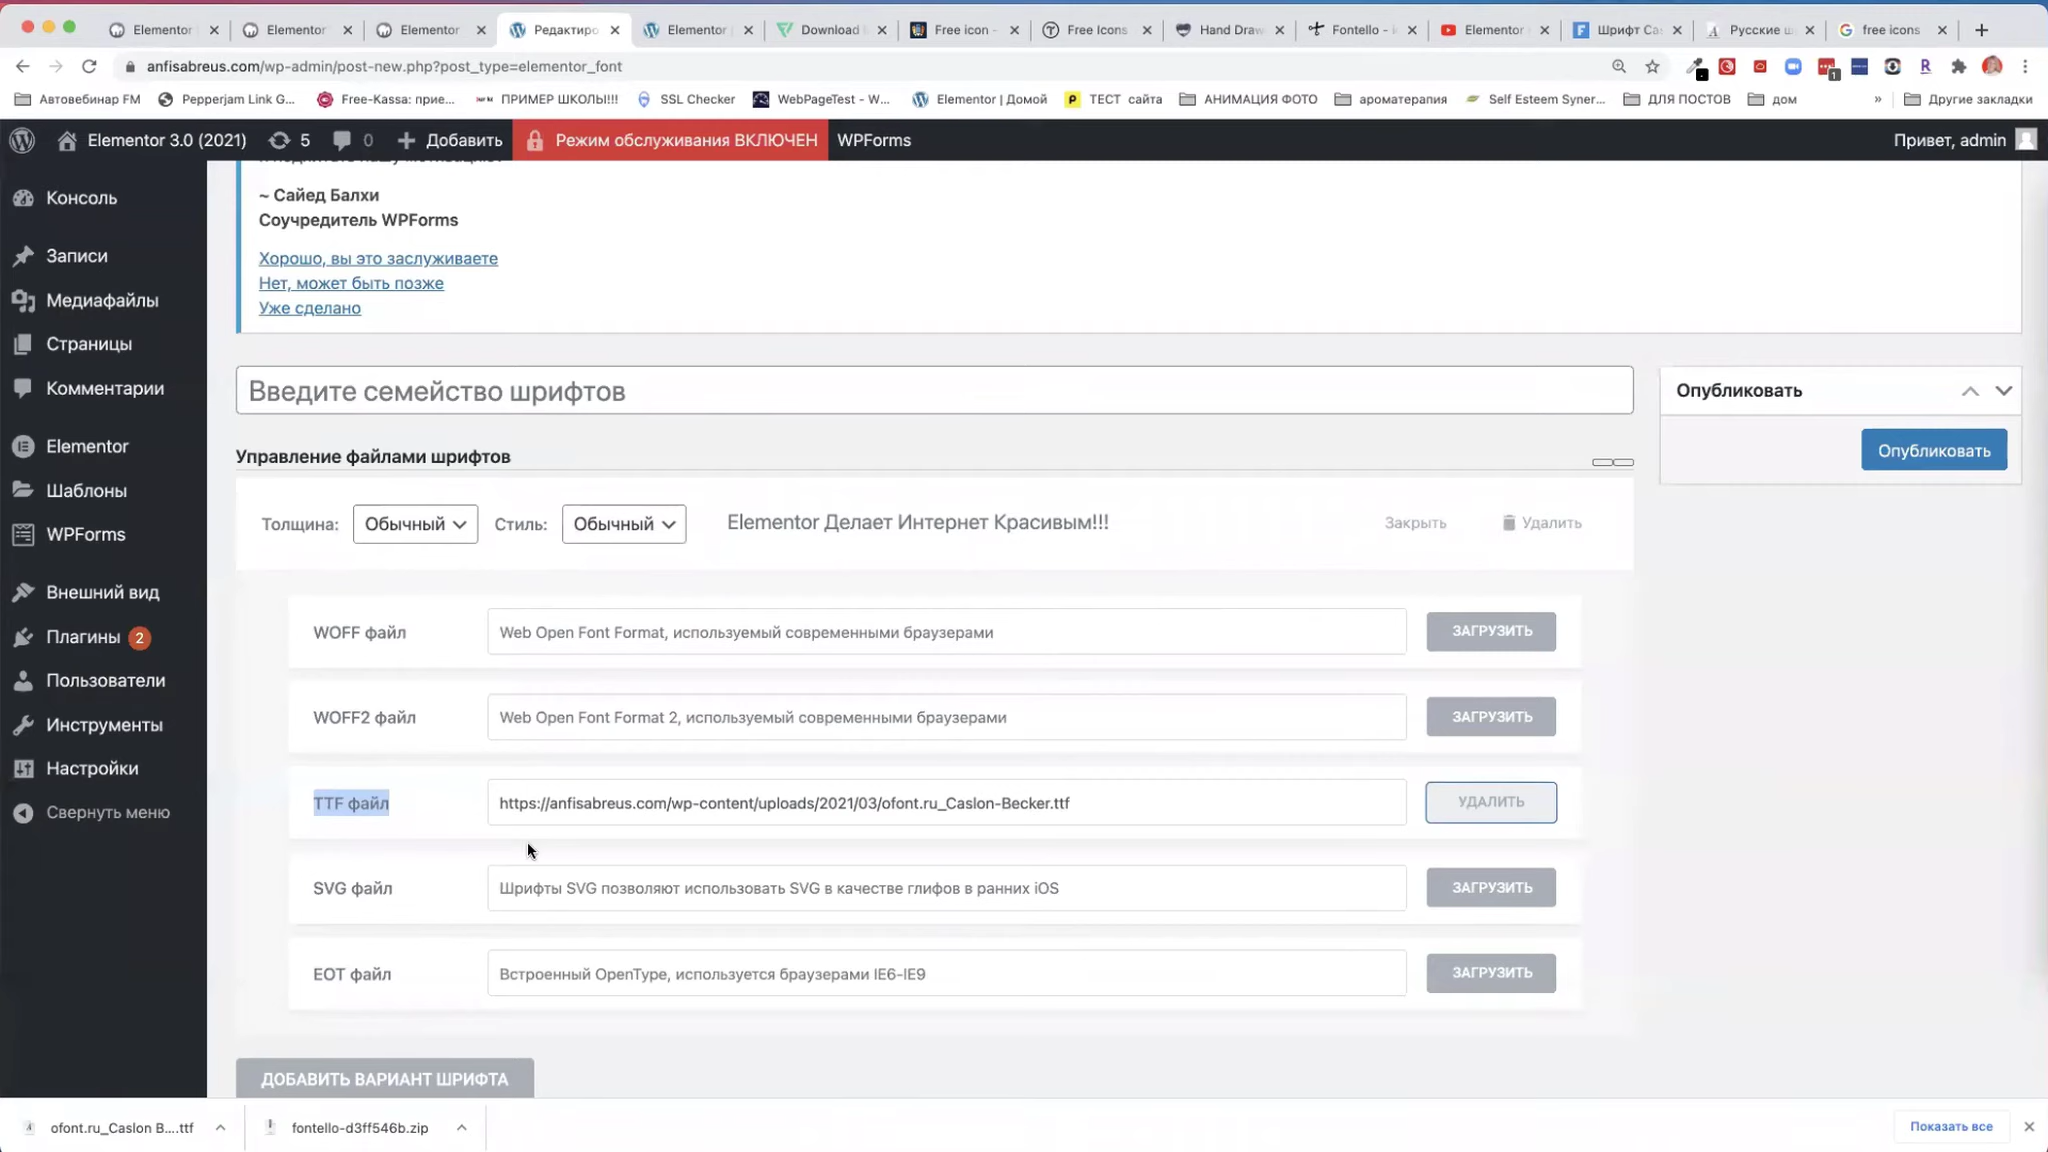 Elementor
Elementor
Elementor
Редактиро
Elementor
Download
Free icon -
Free Icons
Hand Draw
Fontello -
Elementor
Шрифт Ca
Русские ш
free icons
anfisabreus.com/wp-admin/post-new.php?post_type=elementor_font
Автовебинар FM
Pepperjam Link G...
Free-Kassa: прие...
ПРИМЕР ШКОЛЫ!!!
SSL Checker
WebPageTest - W...
Elementor | Домой
ТЕСТ сайта
АНИМАЦИЯ ФОТО
ароматерапия
Self Esteem Syner...
ДЛЯ ПОСТОВ
дом
»
Другие закладки
Elementor 3.0 (2021)
5
0
Добавить
Режим обслуживания ВКЛЮЧЕН
WPForms
Привет, admin
Консоль
Записи
Медиафайлы
Страницы
Комментарии
Elementor
Шаблоны
WPForms
Внешний вид
Плагины 2
Пользователи
Инструменты
Настройки
Свернуть меню
~ Сайед Балхи
Соучредитель WPForms
Хорошо, вы это заслуживаете
Нет, может быть позже
Уже сделано
Введите семейство шрифтов
Опубликовать
Опубликовать
Управление файлами шрифтов
Толщина: Обычный Стиль: Обычный Elementor Делает Интернет Красивым!!! Закрыть Удалить
WOFF файл Web Open Font Format, используемый современными браузерами ЗАГРУЗИТЬ
WOFF2 файл Web Open Font Format 2, используемый современными браузерами ЗАГРУЗИТЬ
TTF файл https://anfisabreus.com/wp-content/uploads/2021/03/ofont.ru_Caslon-Becker.ttf УДАЛИТЬ
SVG файл Шрифты SVG позволяют использовать SVG в качестве глифов в ранних iOS ЗАГРУЗИТЬ
EOT файл Встроенный OpenType, используется браузерами IE6-IE9 ЗАГРУЗИТЬ
ДОБАВИТЬ ВАРИАНТ ШРИФТА
ofont.ru_Caslon B....ttf
fontello-d3ff546b.zip
Показать все